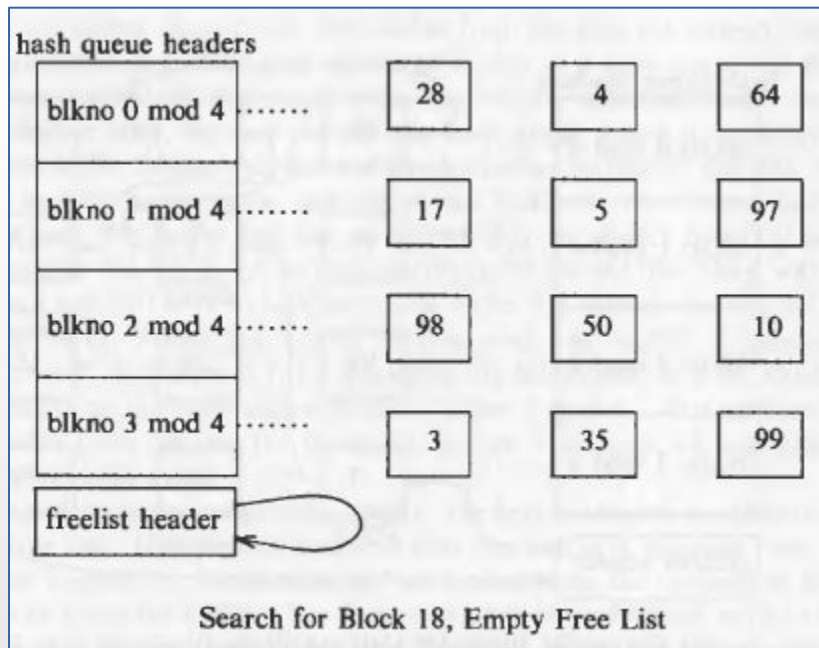 hash queue headers
blkno 0 mod 4 ...... 28 4 64
blkno 1 mod 4 ...... 17 5 97
blkno 2 mod 4 ...... 98 50 10
blkno 3 mod 4 ...... 3 35 99
freelist header
Search for Block 18, Empty Free List